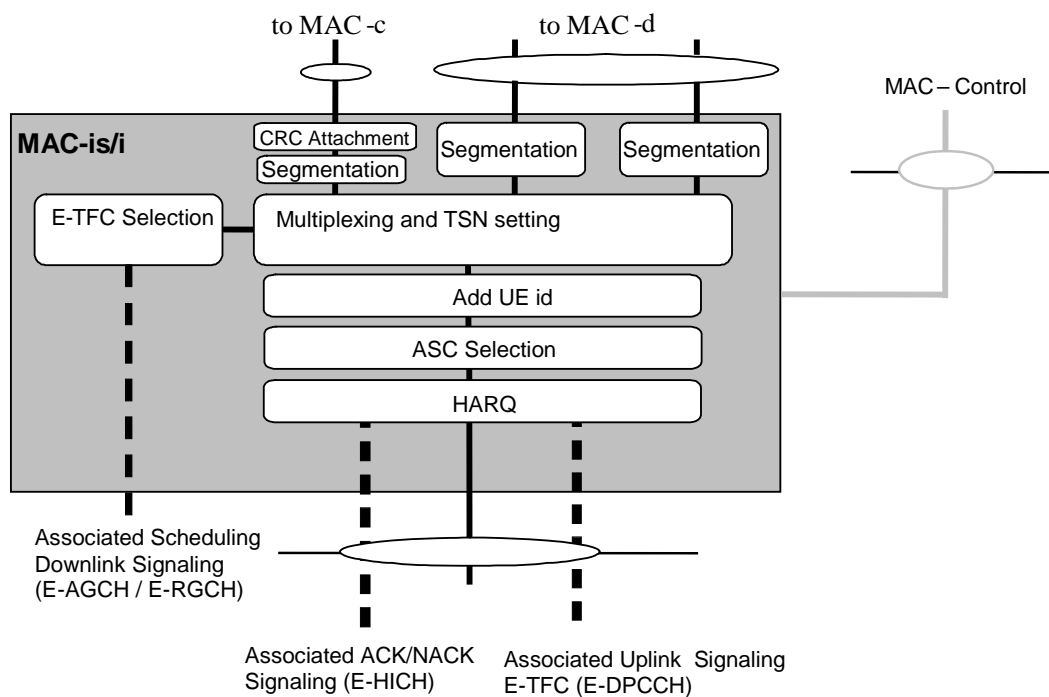 to MAC -c
to MAC -d
MAC – Control
MAC-is/i
CRC Attachment
Segmentation
Segmentation
Segmentation
E-TFC Selection
Multiplexing and TSN setting
Add UE id
ASC Selection
HARQ
Associated Scheduling
Downlink Signaling
(E-AGCH / E-RGCH)
Associated ACK/NACK
Signaling (E-HICH)
Associated Uplink Signaling
E-TFC (E-DPCCH)